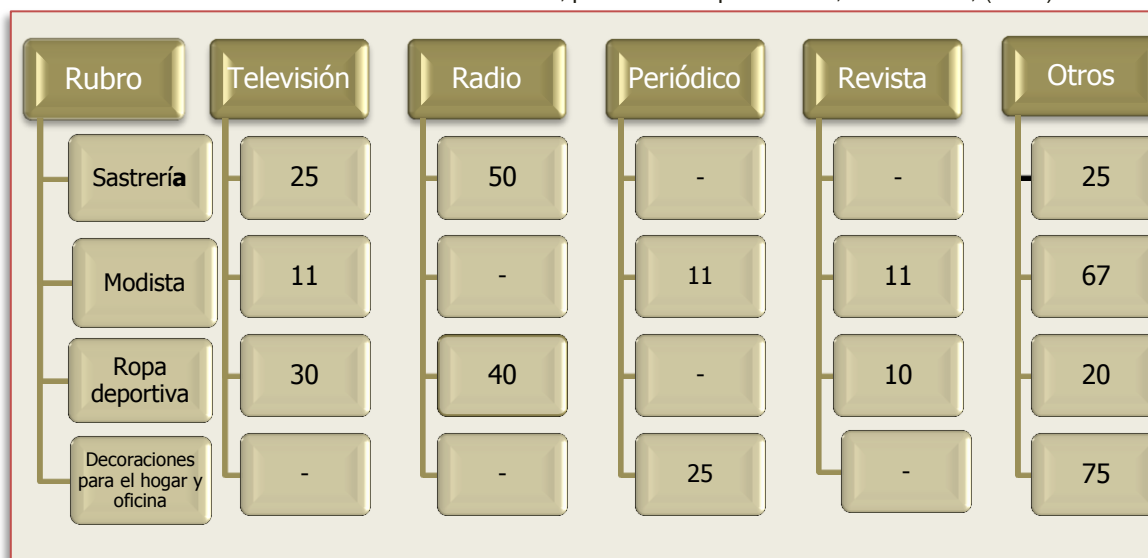 Rubro Televisión Radio Periódico Revista Otros
Sastrería 25 50 - - 25
Modista 11 - 11 11 67
Ropa
deportiva 30 40 - 10 20
Decoraciones
para el hogar y
oficina - - 25 - 75